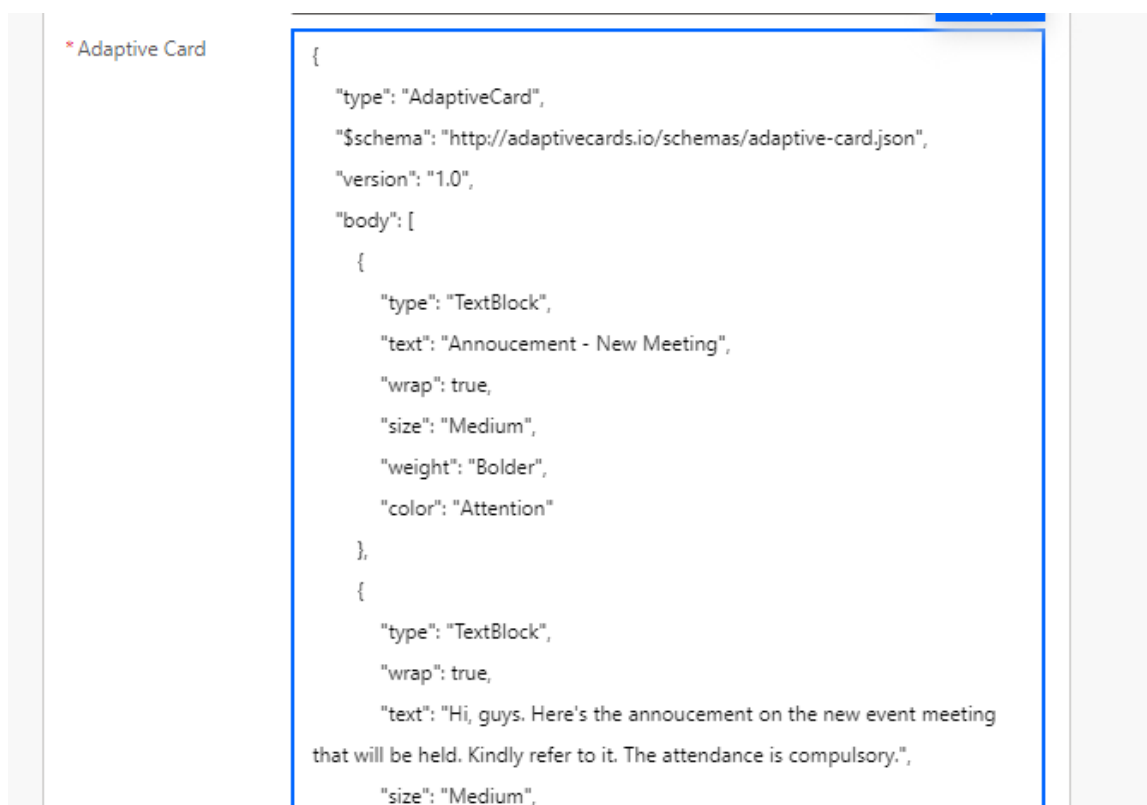 * Adaptive Card
{
"type": "AdaptiveCard",
"$schema": "http://adaptivecards.io/schemas/adaptive-card.json",
"version": "1.0",
"body": [
{
"type": "TextBlock",
"text": "Annoucement - New Meeting",
"wrap": true,
"size": "Medium",
"weight": "Bolder",
"color": "Attention"
},
{
"type": "TextBlock",
"wrap": true,
"text": "Hi, guys. Here's the annoucement on the new event meeting
that will be held. Kindly refer to it. The attendance is compulsory.",
"size": "Medium",